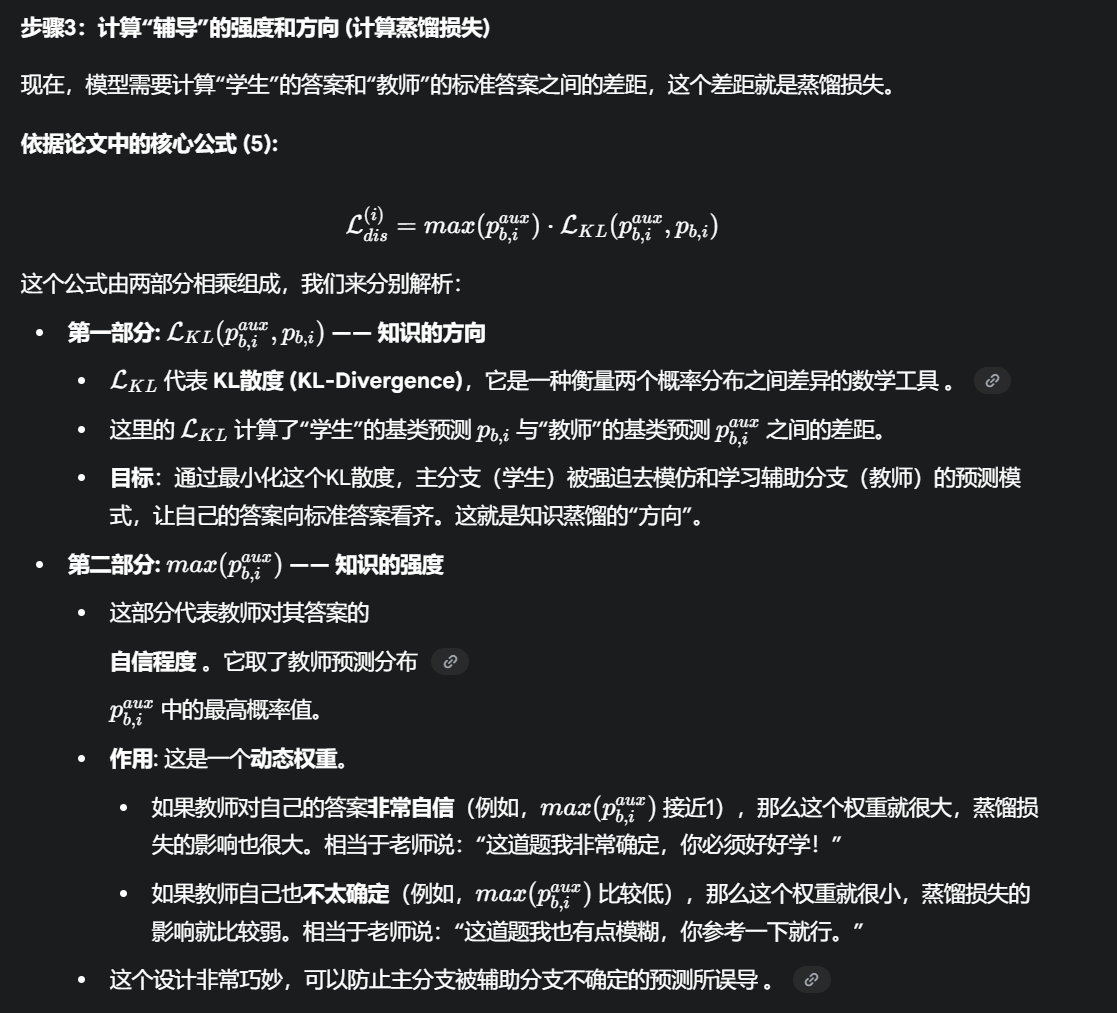 步骤3：计算“辅导”的强度和方向 (计算蒸馏损失)
现在，模型需要计算“学生”的答案和“教师”的标准答案之间的差距，这个差距就是蒸馏损失。
依据论文中的核心公式 (5):
$\mathcal{L}_{dis}^{(i)} = max(p_{b,i}^{aux}) \cdot \mathcal{L}_{KL}(p_{b,i}^{aux}, p_{b,i})$
这个公式由两部分相乘组成，我们来分别解析：
• 第一部分: $\mathcal{L}_{KL}(p_{b,i}^{aux}, p_{b,i})$ —— 知识的方向
• $\mathcal{L}_{KL}$ 代表 KL散度 (KL-Divergence)，它是一种衡量两个概率分布之间差异的数学工具 。
• 这里的 $\mathcal{L}_{KL}$ 计算了“学生”的基类预测 $p_{b,i}$ 与“教师”的基类预测 $p_{b,i}^{aux}$ 之间的差距。
• 目标：通过最小化这个KL散度，主分支（学生）被强迫去模仿和学习辅助分支（教师）的预测模
式，让自己的答案向标准答案看齐。这就是知识蒸馏的“方向”。
• 第二部分: $max(p_{b,i}^{aux})$ —— 知识的强度
• 这部分代表教师对其答案的
自信程度 。它取了教师预测分布
$p_{b,i}^{aux}$ 中的最高概率值。
• 作用: 这是一个动态权重。
• 如果教师对自己的答案非常自信（例如，$max(p_{b,i}^{aux})$ 接近1），那么这个权重就很大，蒸馏损
失的影响也很大。相当于老师说：“这道题我非常确定，你必须好好学！”
• 如果教师自己也不太确定（例如，$max(p_{b,i}^{aux})$ 比较低），那么这个权重就很小，蒸馏损失的
影响就比较弱。相当于老师说：“这道题我也有点模糊，你参考一下就行。”
• 这个设计非常巧妙，可以防止主分支被辅助分支不确定的预测所误导 。